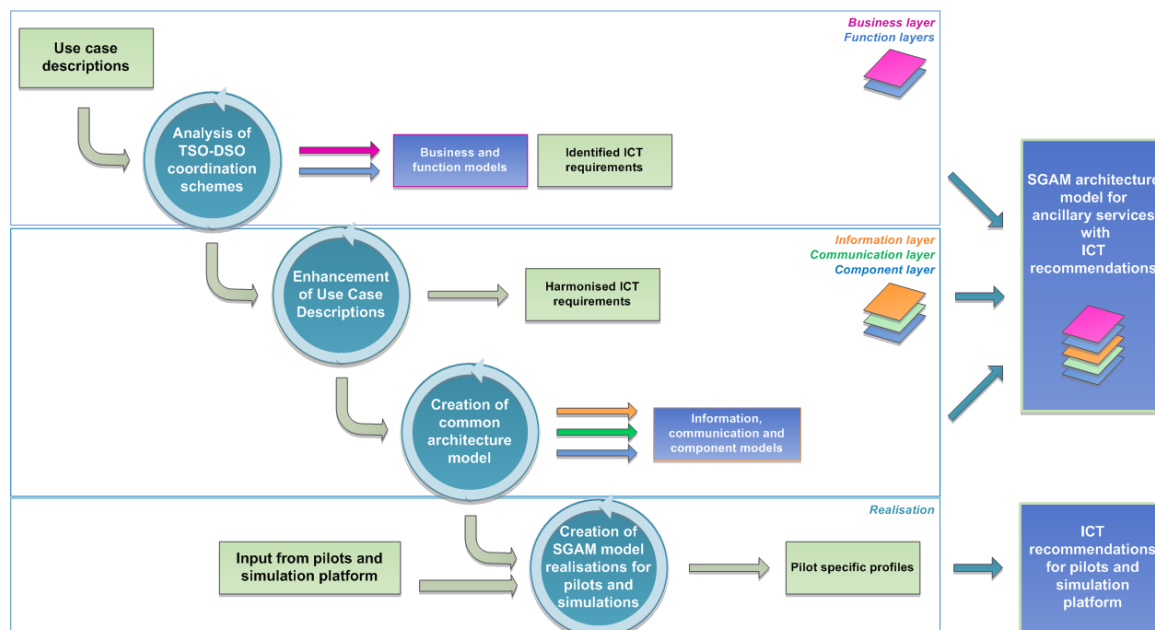 Business layer
Function layers
Use case
descriptions
Analysis of
TSO-DSO
coordination
schemes
Business and
function models
Identified ICT
requirements
Information layer
Communication layer
Component layer
Enhancement
of Use Case
Descriptions
Harmonised ICT
requirements
Creation of
common
architecture
model
Information,
communication and
component models
SGAM architecture
model for
ancillary services
with
ICT
recommendations
Realisation
Input from pilots and
simulation platform
Creation of
SGAM model
realisations for
pilots and
simulations
Pilot specific profiles
ICT
recommendations
for pilots and
simulation
platform